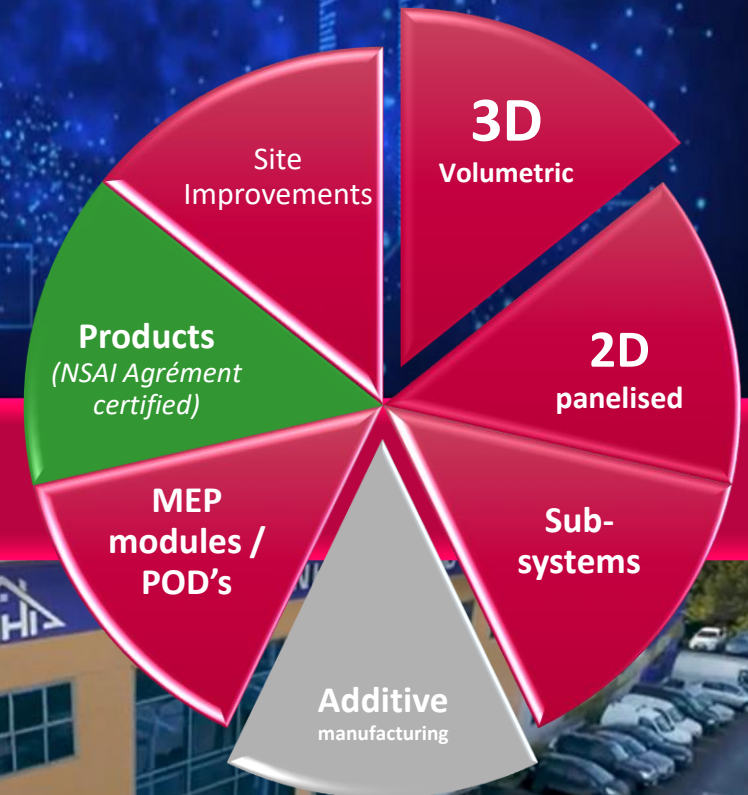 3D
Volumetric
Site
Improvements
2D
panelised
Products
(NSAI Agrément
certified)
MEP
modules /
POD's
Sub-
systems
Additive
manufacturing